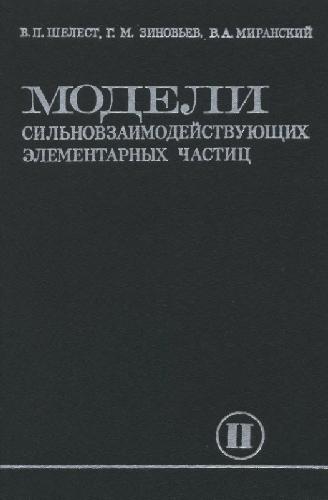 В. П. ШЕЛЕСТ, Г. М. ЗИНОВЬЕВ, В. А. МИРАНСКИЙ
МОДЕЛИ
СИЛЬНОВЗАИМОДЕЙСТВУЮЩИХ
ЭЛЕМЕНТАРНЫХ ЧАСТИЦ
II